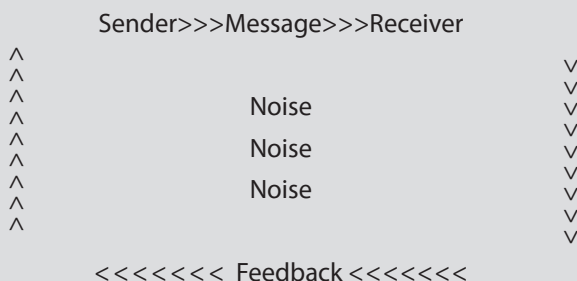 Sender>>>Message>>>Receiver
^ 
^ v
^ v
^ Noise v
^ v
^ Noise v
^ v
^ Noise v
^ v
v
<<<<<<< Feedback <<<<<<<